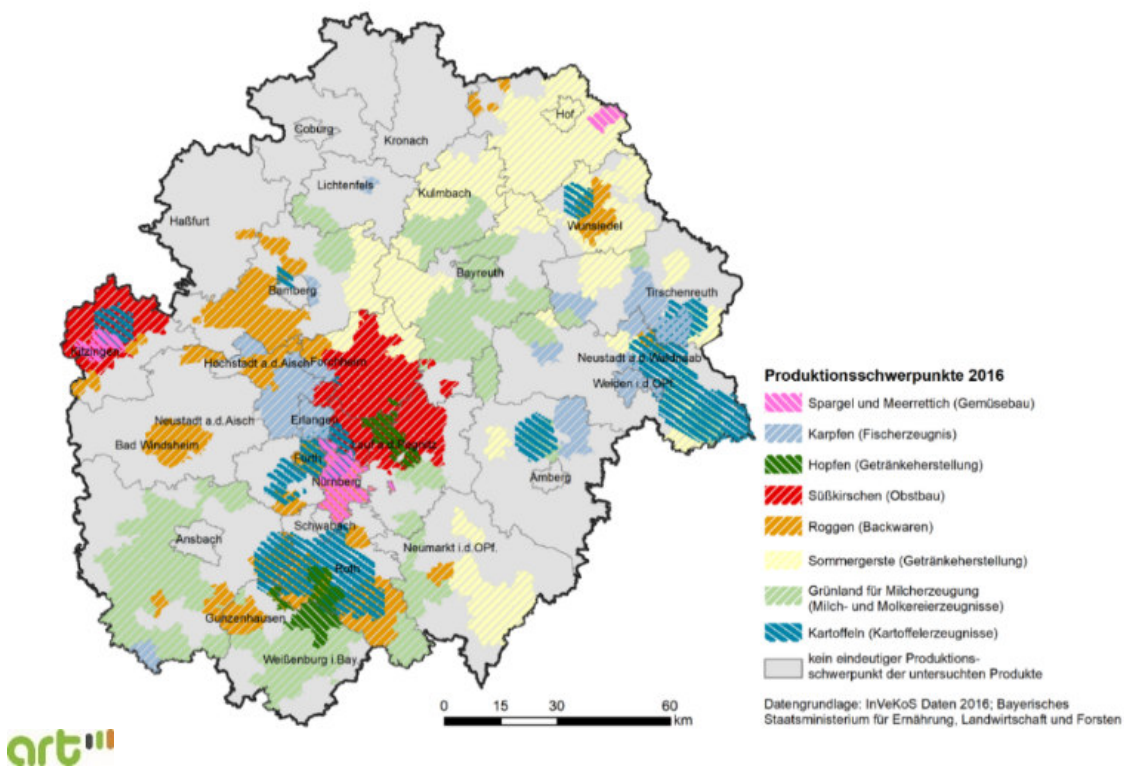 Hof
Coburg
Kronach
Lichtenfels
Kulmbach
Wunsiedel
Haßfurt
Bayreuth
Tirschenreuth
Bamberg
Kitzingen
Höchstadt a.d.Aisch
Forchheim
Neustadt a.d.Waldnaab
Weiden i.d.OPf.
Neustadt a.d.Aisch
Erlangen
Bad Windsheim
Lauf a.d.Pegnitz
Fürth
Nürnberg
Amberg
Schwabach
Ansbach
Neumarkt i.d.OPf.
Roth
Gunzenhausen
Weißenburg i.Bay
0 15 30 60
km
Produktionsschwerpunkte 2016
Spargel und Meerrettich (Gemüsebau)
Karpfen (Fischerzeugnis)
Hopfen (Getränkeherstellung)
Süßkirschen (Obstbau)
Roggen (Backwaren)
Sommergerste (Getränkeherstellung)
Grünland für Milcherzeugung
(Milch- und Molkereierzeugnisse)
Kartoffeln (Kartoffelerzeugnisse)
kein eindeutiger Produktions-
schwerpunkt der untersuchten Produkte
Datengrundlage: InVeKoS Daten 2016; Bayerisches
Staatsministerium für Ernährung, Landwirtschaft und Forsten
art